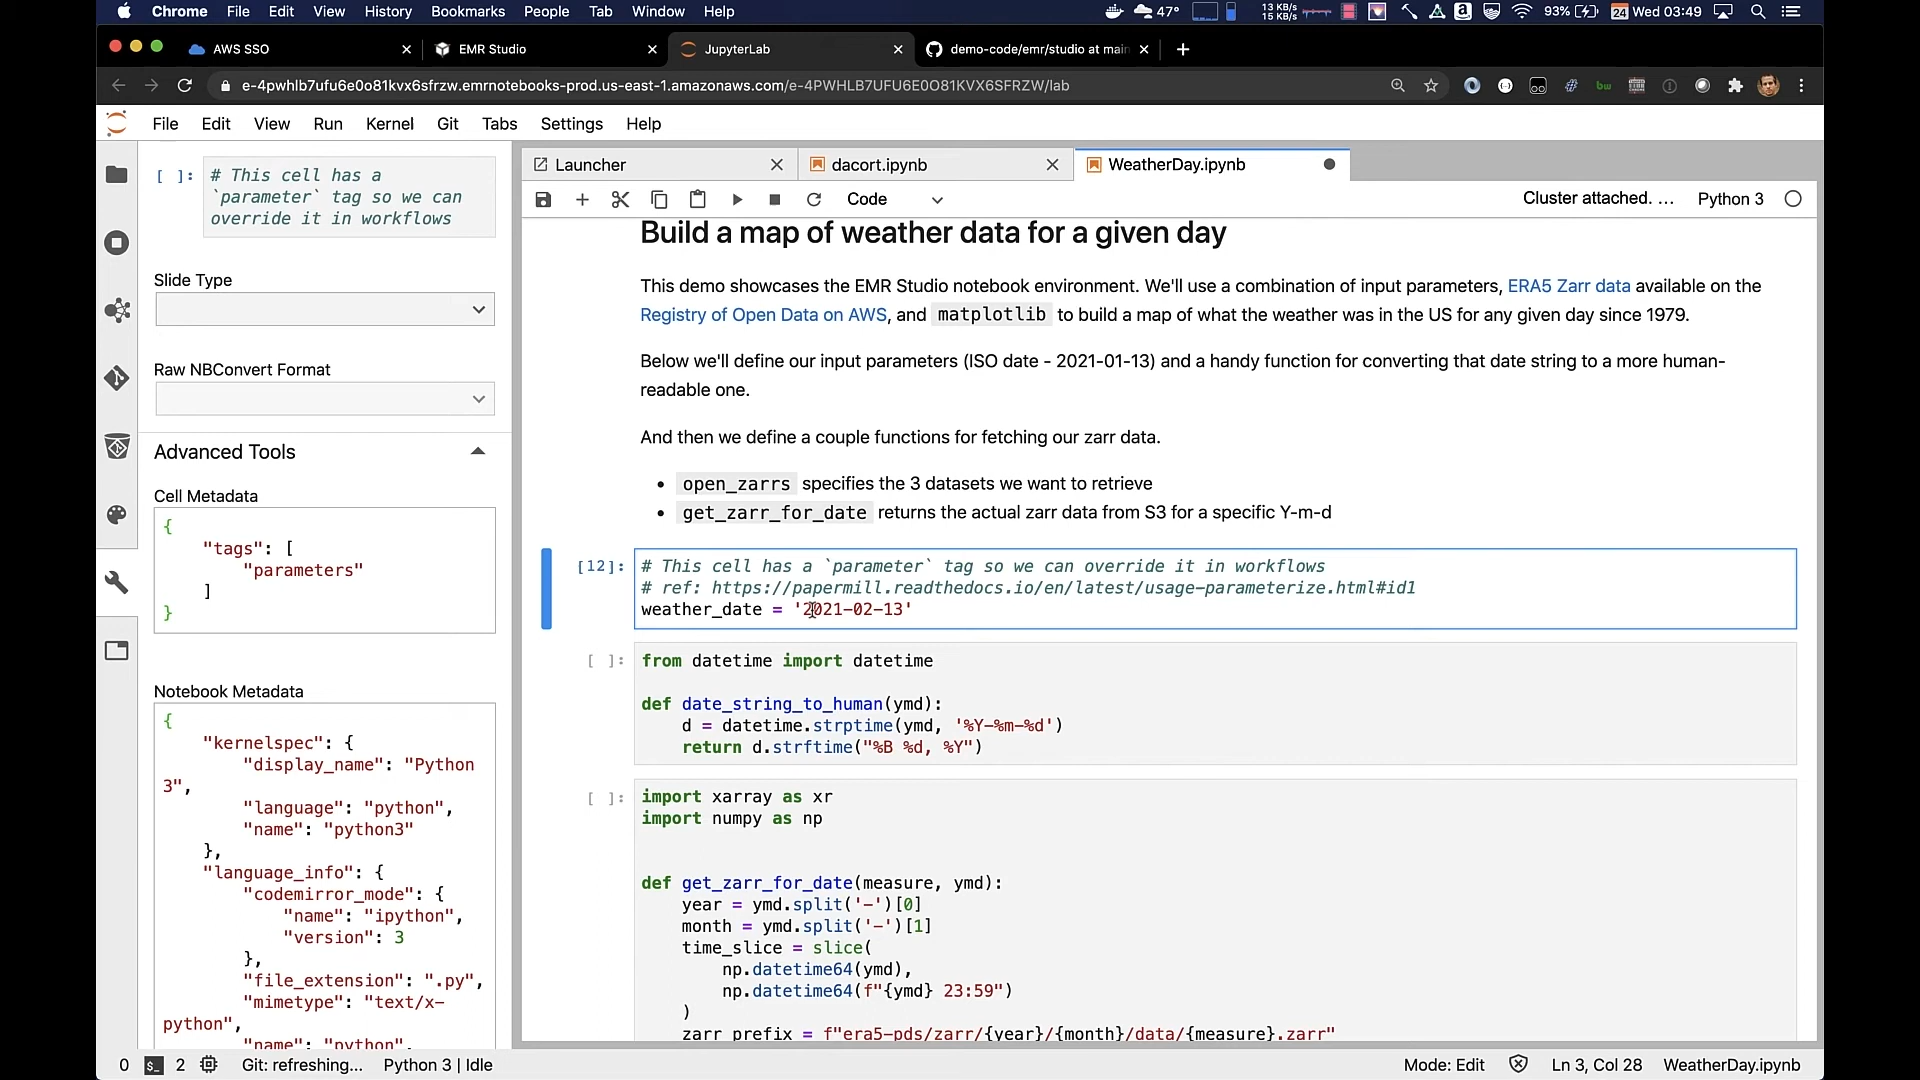 Chrome File Edit View History Bookmarks People Tab Window Help
47° 13 KB/s 15 KB/s 93% 24 Wed 03:49
AWS SSO
EMR Studio
JupyterLab
demo-code/emr/studio at main
e-4pwhlb7ufu6e0o81kvx6sfrzw.emrnotebooks-prod.us-east-1.amazonaws.com/e-4PWHLB7UFU6E0O81KVX6SFRZW/lab
File Edit View Run Kernel Git Tabs Settings Help
[ ]: # This cell has a
`parameter` tag so we can
override it in workflows
Slide Type
Raw NBConvert Format
Advanced Tools
Cell Metadata
{
"tags": [
"parameters"
]
}
Notebook Metadata
{
"kernelspec": {
"display_name": "Python
3",
"language": "python",
"name": "python3"
},
"language_info": {
"codemirror_mode": {
"name": "ipython",
"version": 3
},
"file_extension": ".py",
"mimetype": "text/x-
python",
"name": "python",
Launcher
dacort.ipynb
WeatherDay.ipynb
Code
Cluster attached. ...
Python 3
Build a map of weather data for a given day
This demo showcases the EMR Studio notebook environment. We'll use a combination of input parameters, ERA5 Zarr data available on the
Registry of Open Data on AWS, and matplotlib to build a map of what the weather was in the US for any given day since 1979.
Below we'll define our input parameters (ISO date - 2021-01-13) and a handy function for converting that date string to a more human-
readable one.
And then we define a couple functions for fetching our zarr data.
• open_zarrs specifies the 3 datasets we want to retrieve
• get_zarr_for_date returns the actual zarr data from S3 for a specific Y-m-d
[12]: # This cell has a `parameter` tag so we can override it in workflows
# ref: https://papermill.readthedocs.io/en/latest/usage-parameterize.html#id1
weather_date = '2021-02-13'
[ ]: from datetime import datetime
def date_string_to_human(ymd):
d = datetime.strptime(ymd, '%Y-%m-%d')
return d.strftime("%B %d, %Y")
[ ]: import xarray as xr
import numpy as np
def get_zarr_for_date(measure, ymd):
year = ymd.split('-')[0]
month = ymd.split('-')[1]
time_slice = slice(
np.datetime64(ymd),
np.datetime64(f"{ymd} 23:59")
)
zarr_prefix = f"era5-pds/zarr/{year}/{month}/data/{measure}.zarr"
0 2 Git: refreshing... Python 3 | Idle
Mode: Edit Ln 3, Col 28 WeatherDay.ipynb